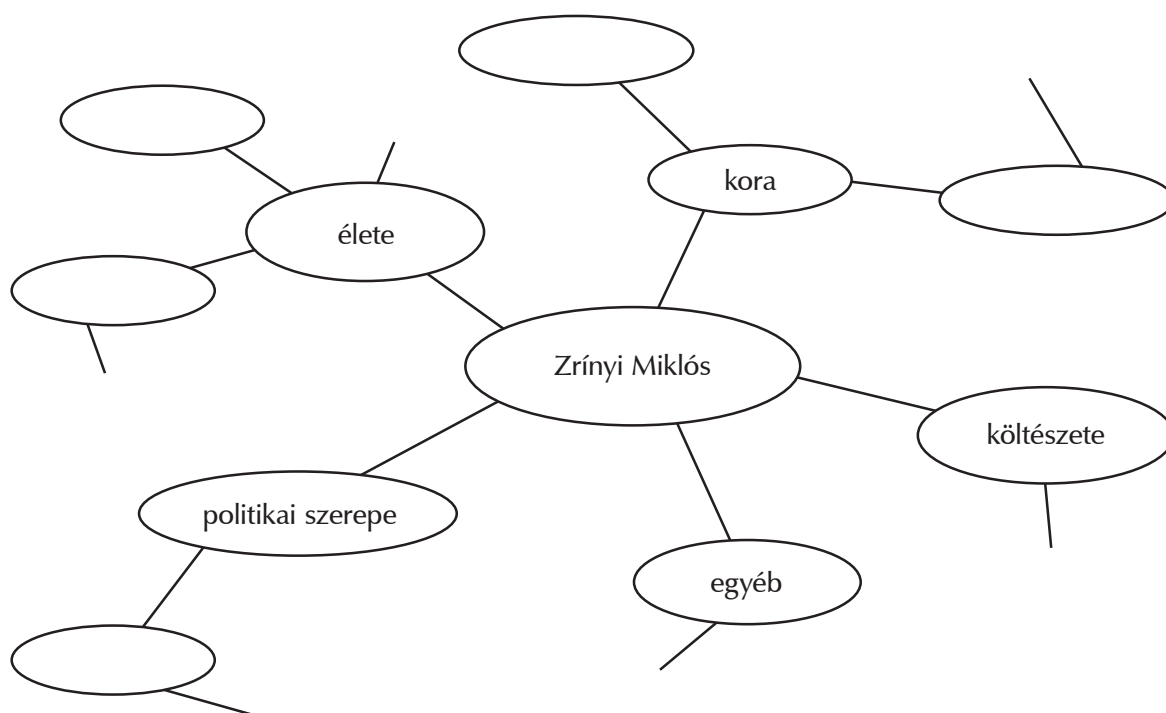 kora
élete
Zrínyi Miklós
költészete
politikai szerepe
egyéb